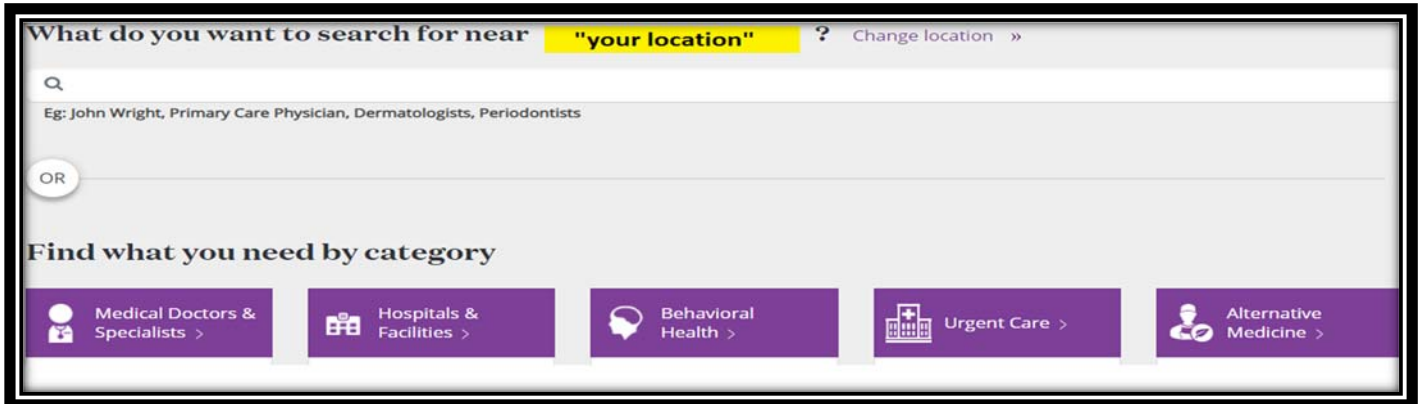 What do you want to search for near "your location" ? Change location »
Eg: John Wright, Primary Care Physician, Dermatologists, Periodontists
OR
Find what you need by category
Medical Doctors &
Specialists >
Hospitals &
Facilities >
Behavioral
Health >
Urgent Care >
Alternative
Medicine >